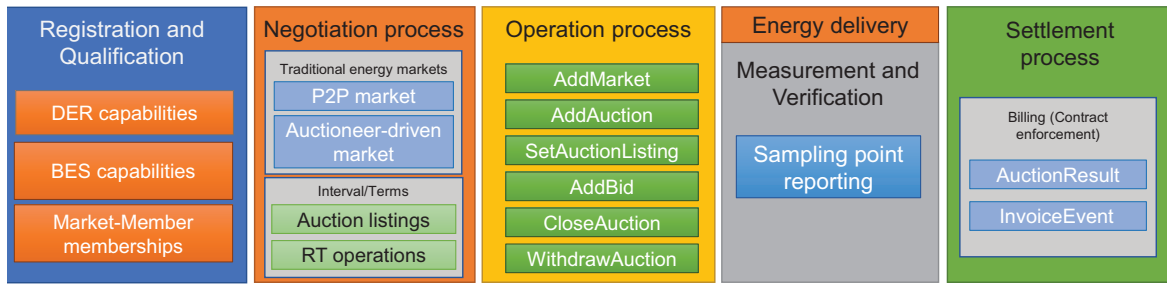 Registration and
Qualification
DER capabilities
BES capabilities
Market-Member
memberships
Negotiation process
Traditional energy markets
P2P market
Auctioneer-driven
market
Interval/Terms
Auction listings
RT operations
Operation process
AddMarket
AddAuction
SetAuctionListing
AddBid
CloseAuction
WithdrawAuction
Energy delivery
Measurement and
Verification
Sampling point
reporting
Settlement
process
Billing (Contract
enforcement)
AuctionResult
InvoiceEvent